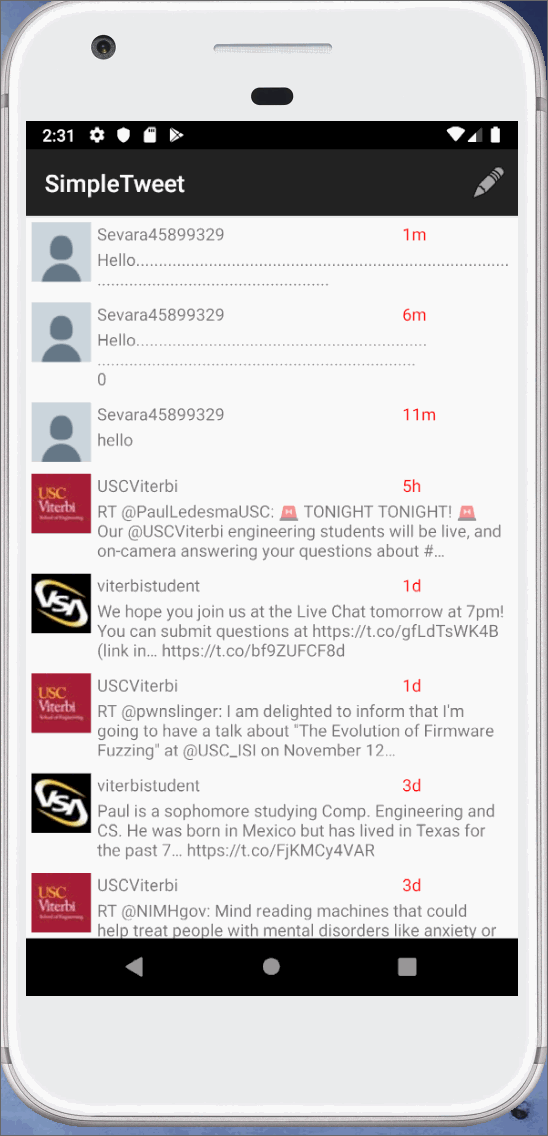 2:31
SimpleTweet
Sevara45899329 1m
Hello................................................................................
..................................................
Sevara45899329 6m
Hello...............................................................
.....................................................................
0
Sevara45899329 11m
hello
USC
Viterbi
School of Engineering
USCViterbi 5h
RT @PaulLedesmaUSC: 🚨 TONIGHT TONIGHT! 🚨
Our @USCViterbi engineering students will be live, and
on-camera answering your questions about #…
VSA
viterbistudent 1d
We hope you join us at the Live Chat tomorrow at 7pm!
You can submit questions at https://t.co/gfLdTsWK4B
(link in… https://t.co/bf9ZUFCF8d
USC
Viterbi
School of Engineering
USCViterbi 1d
RT @pwnslinger: I am delighted to inform that I'm
going to have a talk about "The Evolution of Firmware
Fuzzing" at @USC_ISI on November 12…
VSA
viterbistudent 3d
Paul is a sophomore studying Comp. Engineering and
CS. He was born in Mexico but has lived in Texas for
the past 7… https://t.co/FjKMCy4VAR
USC
Viterbi
School of Engineering
USCViterbi 3d
RT @NIMHgov: Mind reading machines that could
help treat people with mental disorders like anxiety or